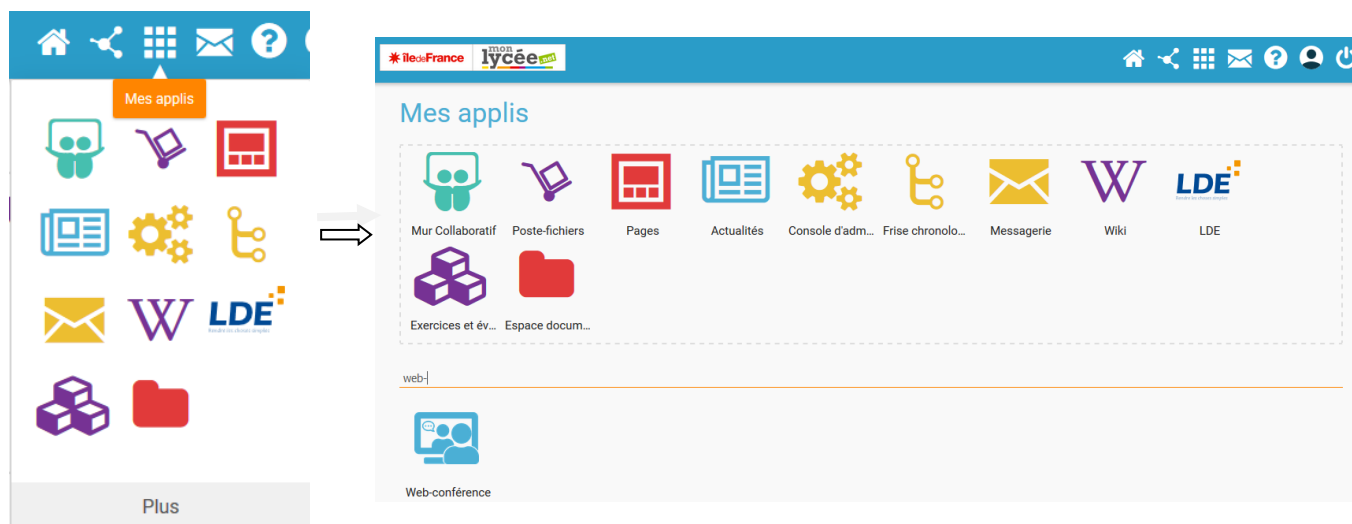 Mes applis
W
LDE
Plus
îledeFrance
mon
lycée.net
Mes applis
W
LDE
Mur Collaboratif Poste-fichiers Pages Actualités Console d'adm... Frise chronolo... Messagerie Wiki LDE
Exercices et év... Espace docum...
web-
Web-conférence